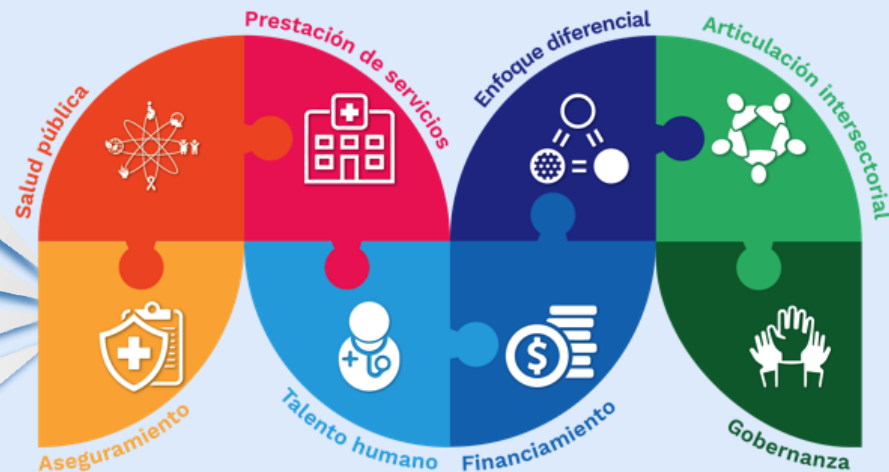 Salud pública
Prestación de servicios
Enfoque diferencial
Articulación intersectorial
Aseguramiento
Talento humano
Financiamiento
$
Gobernanza